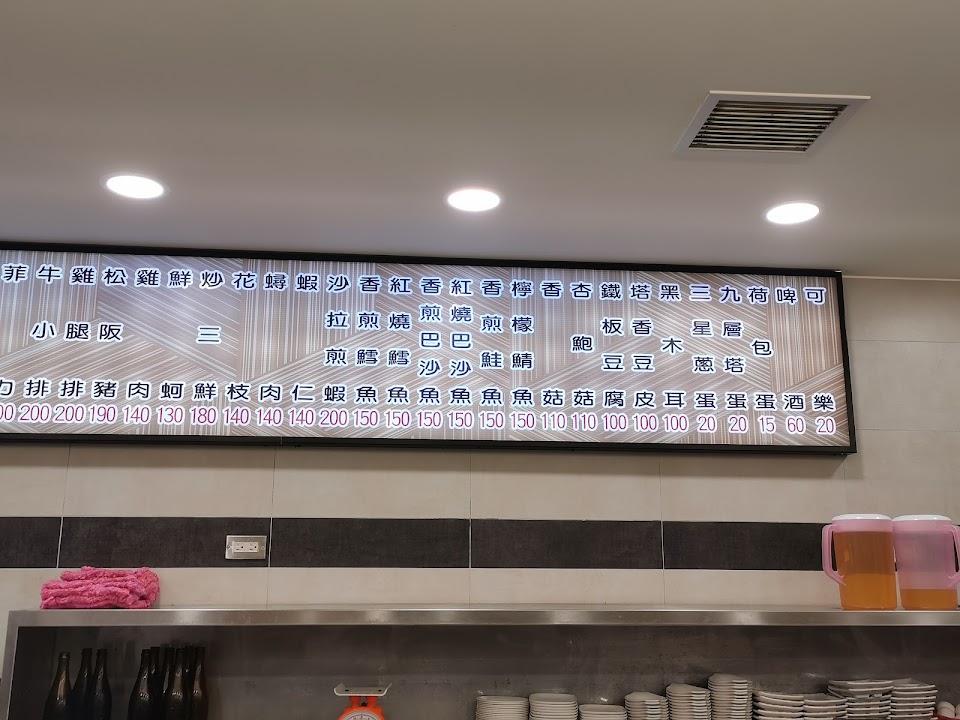 可樂 20
啤酒 60
荷包蛋 15
九層塔蛋 20
三星蔥蛋 20
黑木耳 100
塔香豆皮 100
鐵板豆腐 100
杏鮑菇 110
香菇 110
檸檬鯖魚 150
香煎鮭魚 150
紅燒巴沙魚 150
香煎巴沙魚 150
紅燒鱈魚 150
香煎鱈魚 150
沙拉煎蝦 200
蝦仁 140
蟳肉 140
花枝 140
炒三鮮 180
鮮蚵 130
雞肉 140
松阪豬 190
雞腿排 200
牛小排 200
菲力